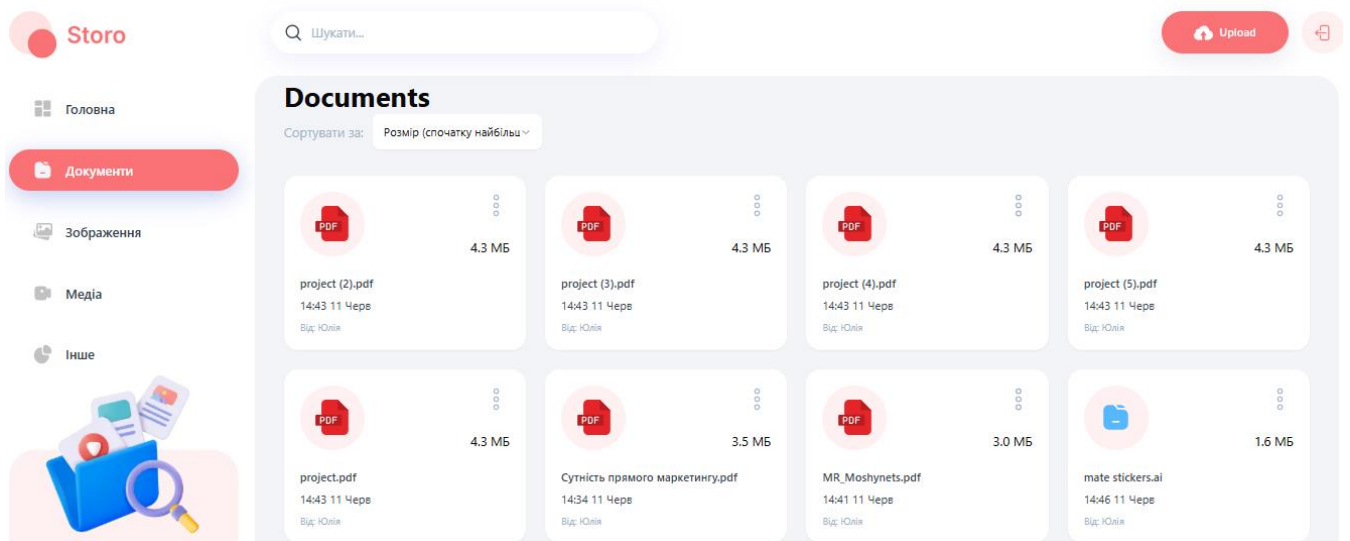 Storo
Шукати...
Upload
Головна
Документи
Зображення
Медіа
Інше
Documents
Сортувати за: Розмір (спочатку найбільш
PDF
4.3 МБ
project (2).pdf
14:43 11 Черв
Від: Юлія
PDF
4.3 МБ
project (3).pdf
14:43 11 Черв
Від: Юлія
PDF
4.3 МБ
project (4).pdf
14:43 11 Черв
Від: Юлія
PDF
4.3 МБ
project (5).pdf
14:43 11 Черв
Від: Юлія
PDF
4.3 МБ
project.pdf
14:43 11 Черв
Від: Юлія
PDF
3.5 МБ
Сутність прямого маркетингу.pdf
14:34 11 Черв
Від: Юлія
PDF
3.0 МБ
MR_Moshynets.pdf
14:41 11 Черв
Від: Юлія
1.6 МБ
mate stickers.ai
14:46 11 Черв
Від: Юлія